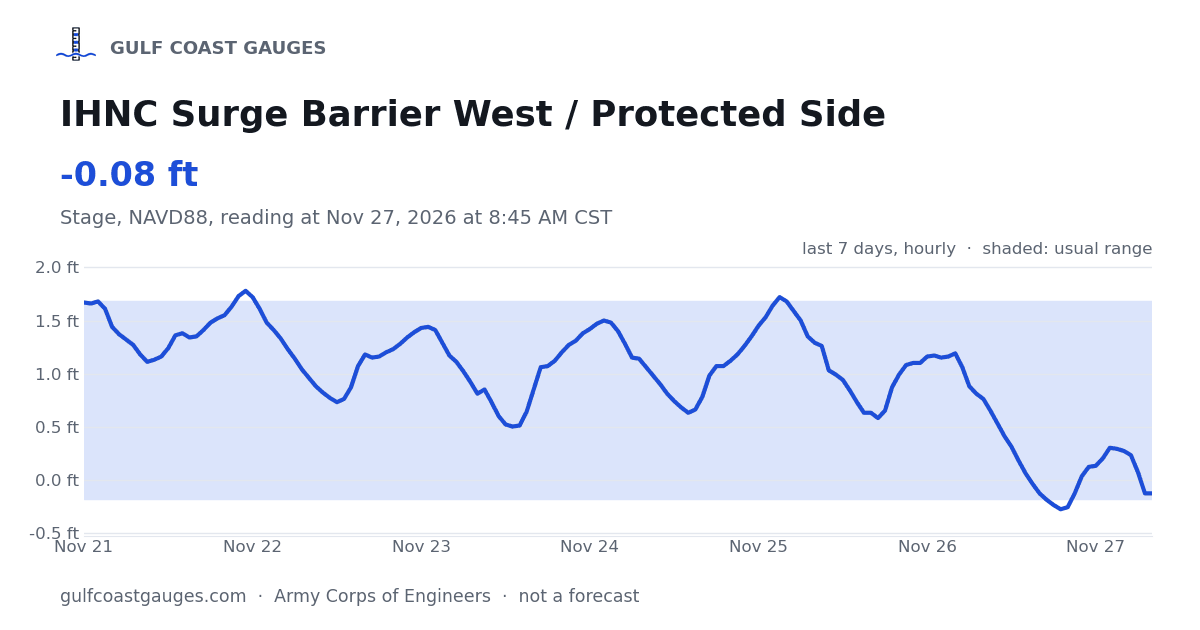 GULF COAST GAUGES
IHNC Surge Barrier West / Protected Side
-0.08 ft
Stage, NAVD88, reading at Nov 27, 2026 at 8:45 AM CST
last 7 days, hourly · shaded: usual range
2.0 ft
1.5 ft
1.0 ft
0.5 ft
0.0 ft
-0.5 ft
Nov 21 Nov 22 Nov 23 Nov 24 Nov 25 Nov 26 Nov 27
gulfcoastgauges.com · Army Corps of Engineers · not a forecast